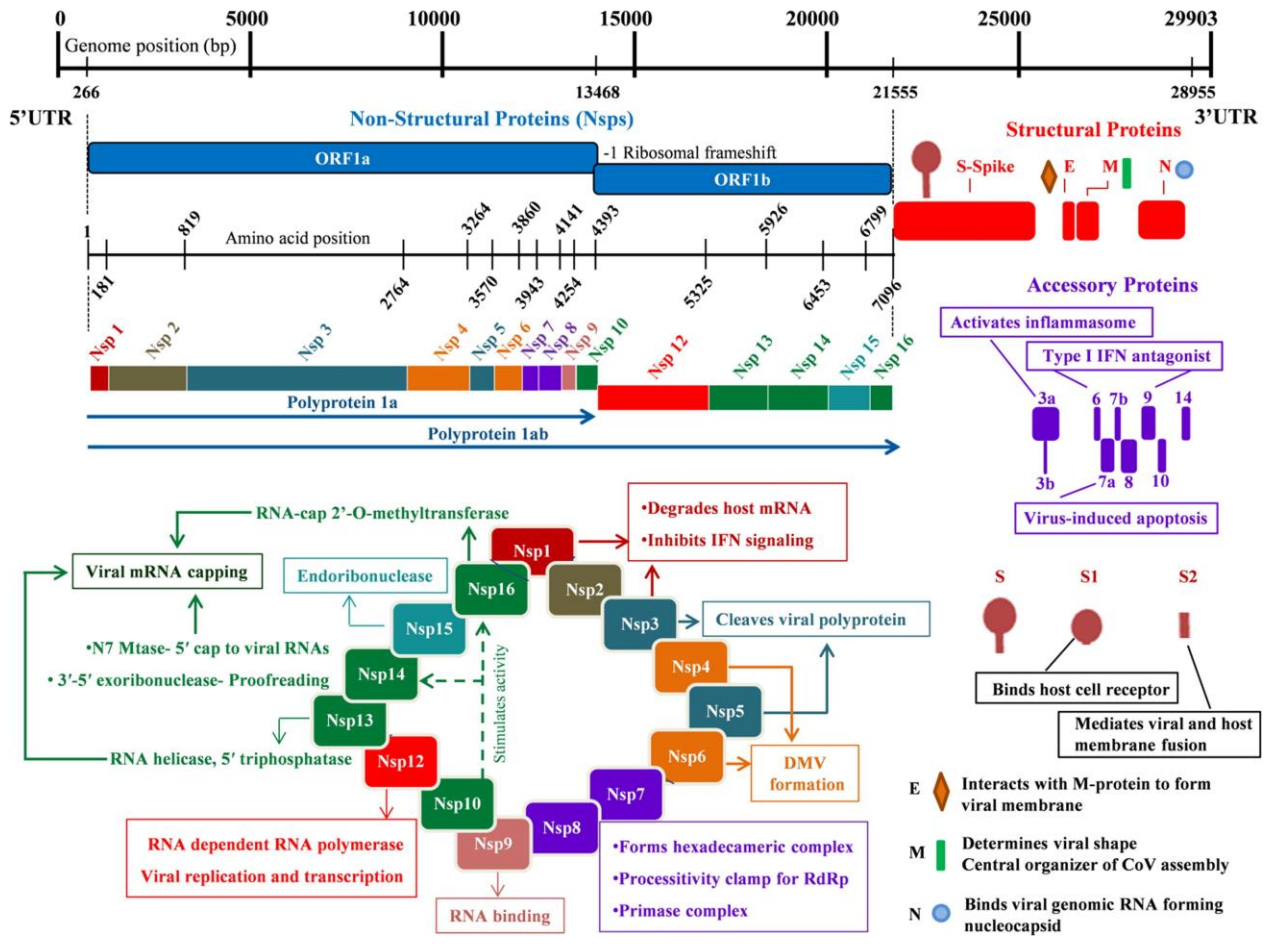 0 5000 10000 15000 20000 25000 29903
Genome position (bp)
266 13468 21555 28955
5’UTR 3’UTR
Non-Structural Proteins (Nsps)
ORF1a
-1 Ribosomal frameshift
ORF1b
Structural Proteins
S-Spike E M N
819 3264 3860 4141 4393 5926 6799
1 Amino acid position
181 2764 3570 3943 4254 5325 6453 7096
Nsp 1 Nsp 2 Nsp 3 Nsp 4 Nsp 5 Nsp 6 Nsp 7 Nsp 8 Nsp 9 Nsp 10 Nsp 12 Nsp 13 Nsp 14 Nsp 15 Nsp 16
Polyprotein 1a
Polyprotein 1ab
Accessory Proteins
Activates inflammasome
Type I IFN antagonist
3a 6 7b 9 14
3b 7a 8 10
Virus-induced apoptosis
RNA-cap 2’-O-methyltransferase
Viral mRNA capping
Endoribonuclease
•N7 Mtase- 5′ cap to viral RNAs
• 3′-5′ exoribonuclease- Proofreading
RNA helicase, 5′ triphosphatase
Stimulates activity
Nsp1
Nsp2
Nsp3
Nsp4
Nsp5
Nsp6
Nsp7
Nsp8
Nsp9
Nsp10
Nsp12
Nsp13
Nsp14
Nsp15
Nsp16
•Degrades host mRNA
•Inhibits IFN signaling
Cleaves viral polyprotein
DMV
formation
•Forms hexadecameric complex
•Processitivity clamp for RdRp
•Primase complex
RNA binding
RNA dependent RNA polymerase
Viral replication and transcription
S S1 S2
Binds host cell receptor
Mediates viral and host
membrane fusion
E Interacts with M-protein to form
viral membrane
M Determines viral shape
Central organizer of CoV assembly
N Binds viral genomic RNA forming
nucleocapsid